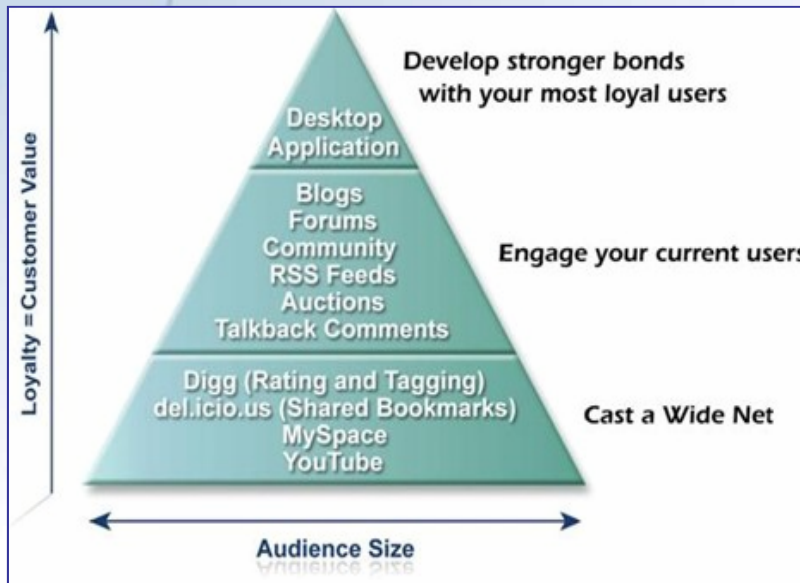 Develop stronger bonds
with your most loyal users
Desktop
Application
Blogs
Forums
Community
RSS Feeds
Auctions
Talkback Comments
Engage your current users
Digg (Rating and Tagging)
del.icio.us (Shared Bookmarks)
MySpace
YouTube
Cast a Wide Net
Loyalty = Customer Value
Audience Size